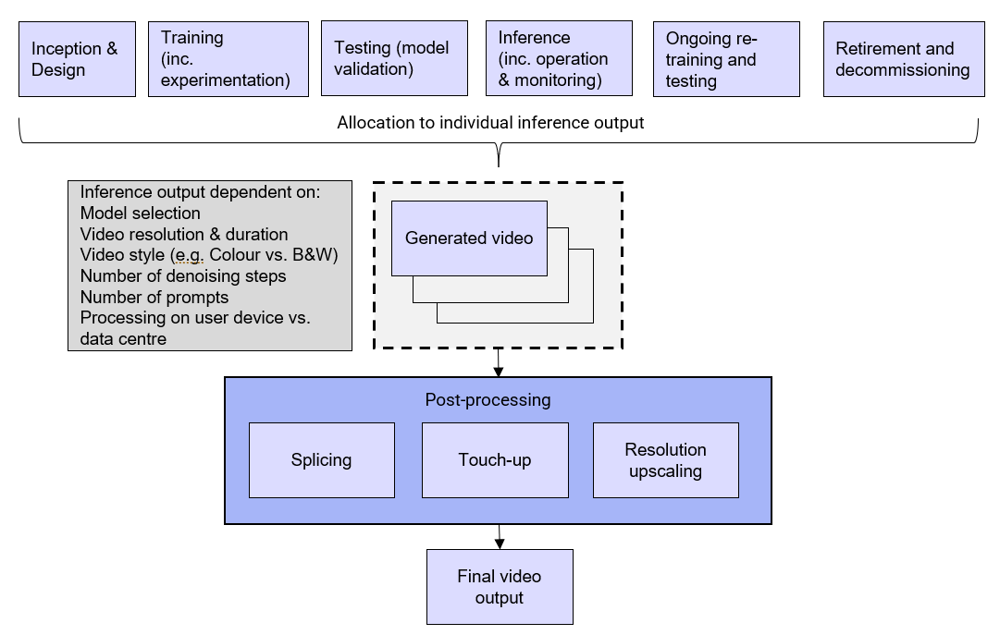 Inception &
Design
Training
(inc.
experimentation)
Testing (model
validation)
Inference
(inc. operation
& monitoring)
Ongoing re-
training and
testing
Retirement and
decommissioning
Allocation to individual inference output
Inference output dependent on:
Model selection
Video resolution & duration
Video style (e.g. Colour vs. B&W)
Number of denoising steps
Number of prompts
Processing on user device vs.
data centre
Generated video
Post-processing
Splicing
Touch-up
Resolution
upscaling
Final video
output